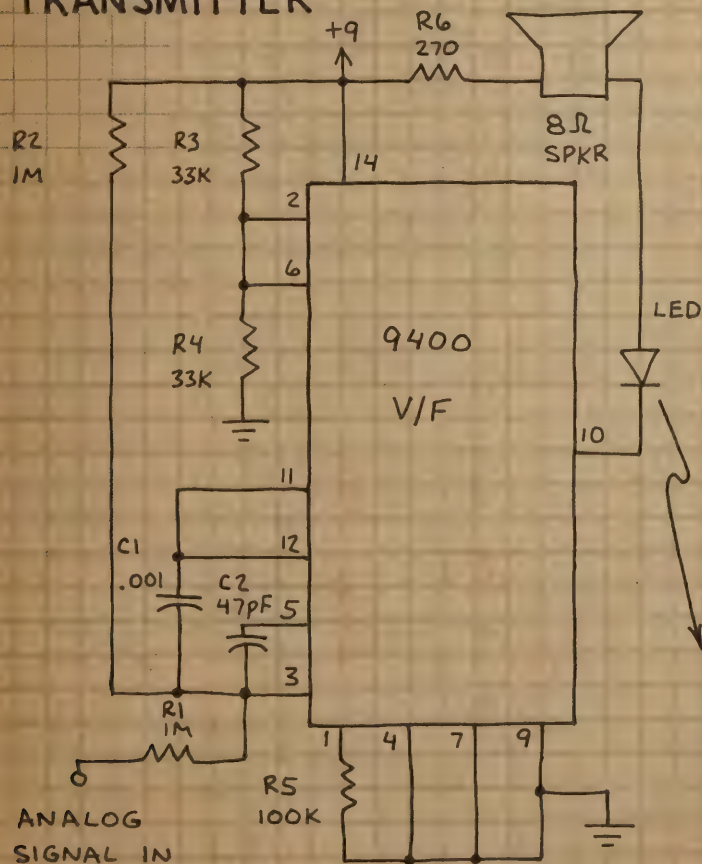 TRANSMITTER
+9
R6
270
8Ω
SPKR
R2
1M
R3
33K
14
2
6
R4
33K
9400
V/F
LED
10
11
12
C1
.001
C2
47pF
5
3
R1
1M
1
4
7
9
R5
100K
ANALOG
SIGNAL IN